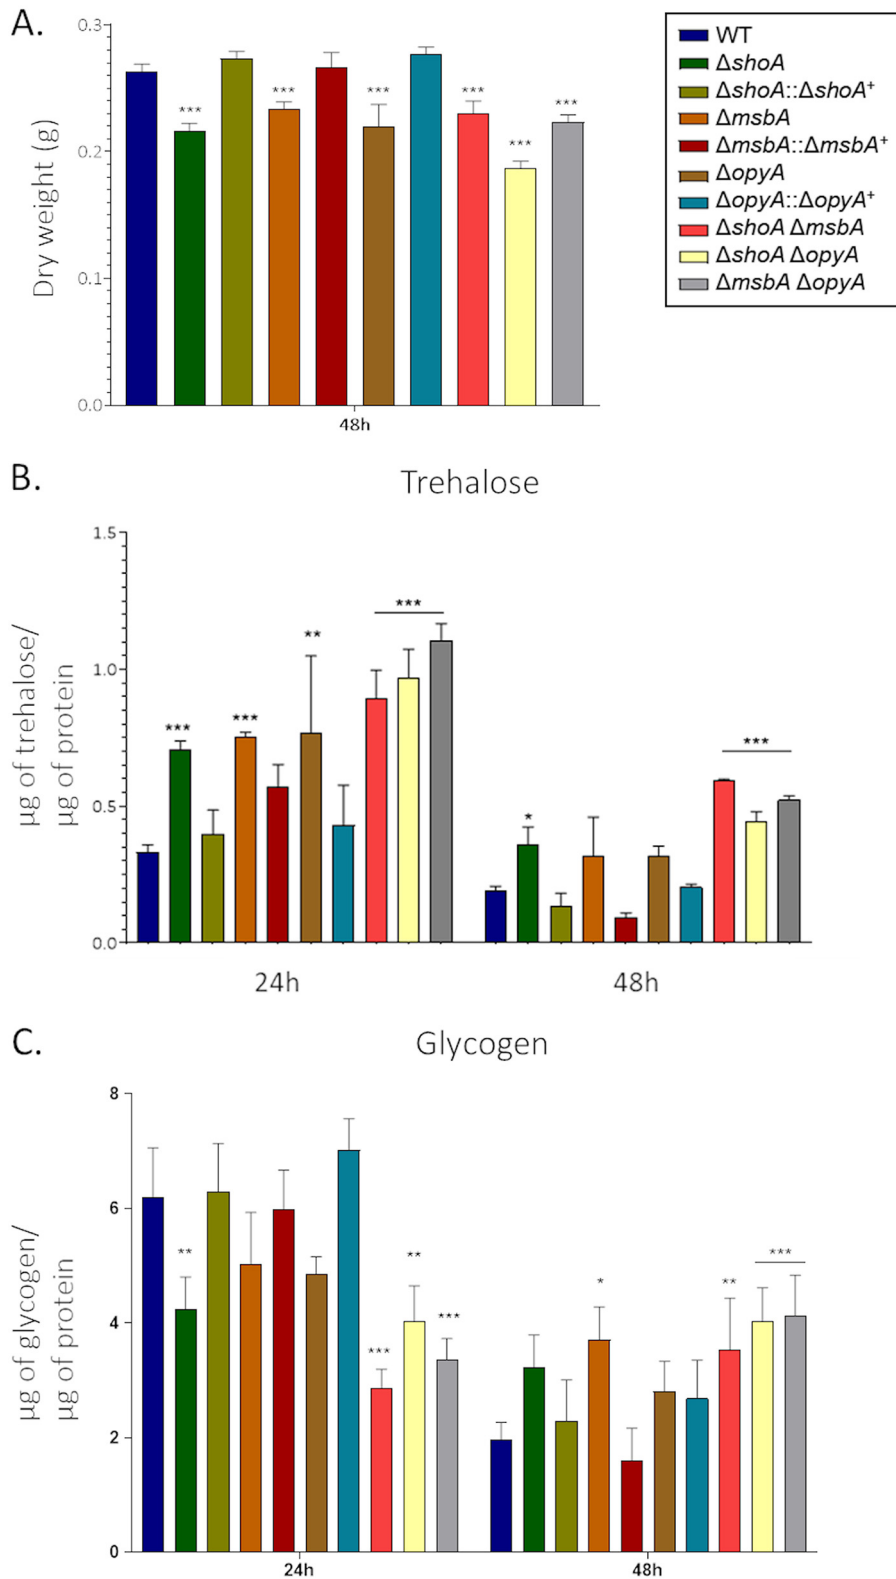 A.
0.3
0.2
0.1
0.0
Dry weight (g)
***
***
***
***
***
***
48h
WT
ΔshoA
ΔshoA::ΔshoA⁺
ΔmsbA
ΔmsbA::ΔmsbA⁺
ΔopyA
ΔopyA::ΔopyA⁺
ΔshoA ΔmsbA
ΔshoA ΔopyA
ΔmsbA ΔopyA
B.
Trehalose
1.5
1.0
0.5
0.0
µg of trehalose/
µg of protein
***
***
**
***
*
***
24h
48h
C.
Glycogen
8
6
4
2
0
µg of glycogen/
µg of protein
**
***
**
***
*
**
***
24h
48h